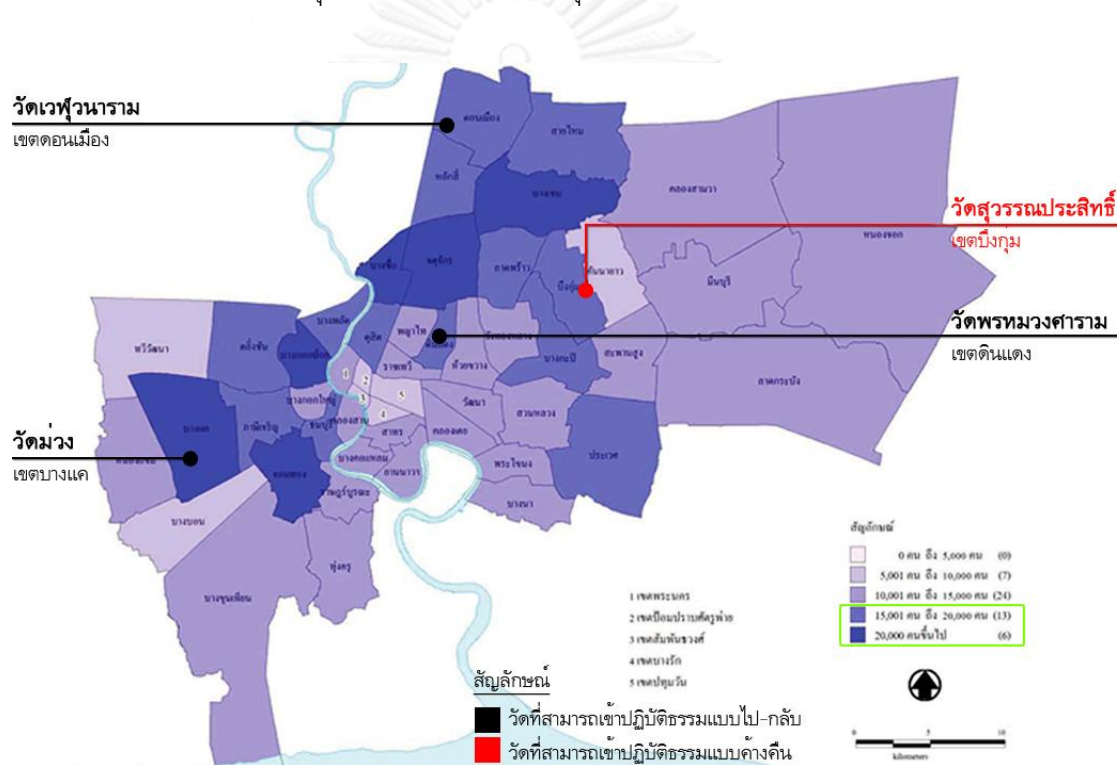 วัดเวฬุวนาราม
เขตดอนเมือง
ดอนเมือง
สายไหม
หลักสี่
บางเขน
คลองสามวา
วัดสุวรรณประสิทธิ์
เขตบึงกุ่ม
หนองจอก
บางซื่อ
จตุจักร
ลาดพร้าว
บึงกุ่ม
คันนายาว
มีนบุรี
วัดพรหมวงศาราม
เขตดินแดง
ทวีวัฒนา
ตลิ่งชัน
บางพลัด
บางกอกน้อย
ดุสิต
พญาไท
ดินแดง
วังทองหลาง
ห้วยขวาง
บางกะปิ
สะพานสูง
ลาดกระบัง
ราชเทวี
1
2
3
4
5
บางกอกใหญ่
วัฒนา
สวนหลวง
วัดม่วง
เขตบางแค
หนองแขม
บางแค
ภาษีเจริญ
ธนบุรี
คลองสาน
สาทร
คลองเตย
ประเวศ
จอมทอง
บางคอแหลม
ยานนาวา
พระโขนง
บางนา
ราษฎร์บูรณะ
บางบอน
ทุ่งครุ
บางขุนเทียน
สัญลักษณ์
0 คน ถึง 5,000 คน (0)
5,001 คน ถึง 10,000 คน (7)
10,001 คน ถึง 15,000 คน (24)
15,001 คน ถึง 20,000 คน (13)
20,000 คนขึ้นไป (6)
1 เขตพระนคร
2 เขตป้อมปราบศัตรูพ่าย
3 เขตสัมพันธวงศ์
4 เขตบางรัก
5 เขตปทุมวัน
สัญลักษณ์
วัดที่สามารถเข้าปฏิบัติธรรมแบบไป-กลับ
วัดที่สามารถเข้าปฏิบัติธรรมแบบค้างคืน
0 5 10
kilometers